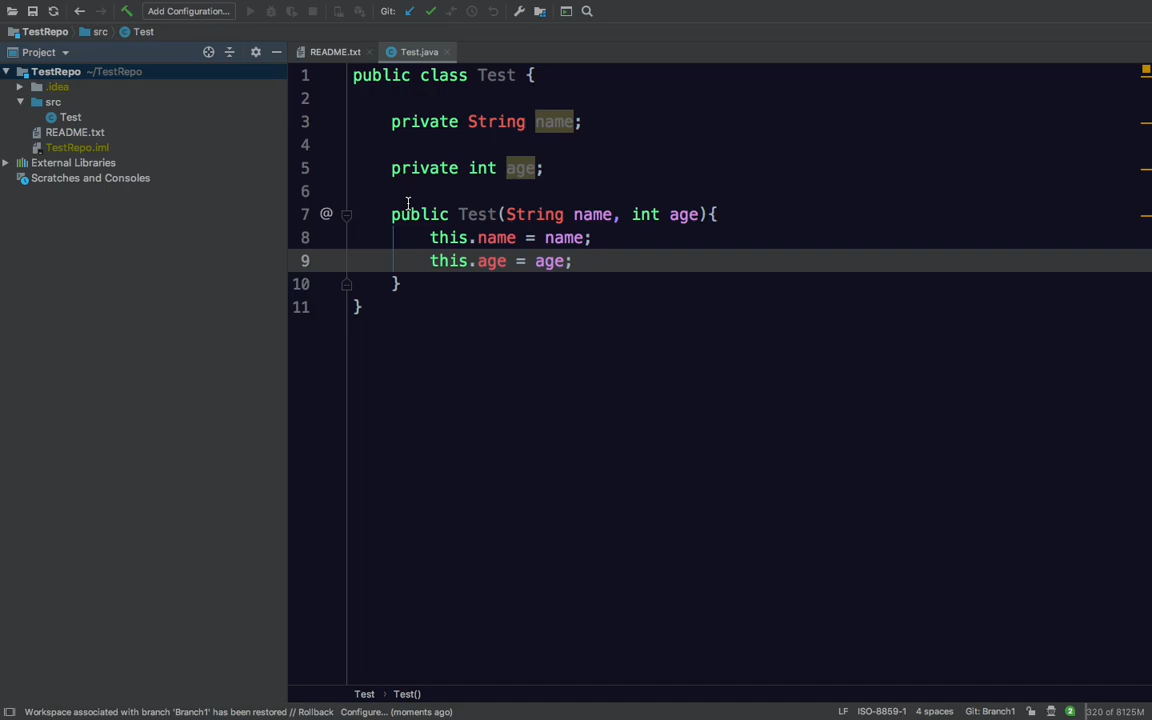 Add Configuration...
Git:
TestRepo
src
Test
Project
README.txt
Test.java
TestRepo ~/TestRepo
.idea
src
Test
README.txt
TestRepo.iml
External Libraries
Scratches and Consoles
1 public class Test {
2
3 private String name;
4
5 private int age;
6
7 @ public Test(String name, int age){
8 this.name = name;
9 this.age = age;
10 }
11 }
Test › Test()
Workspace associated with branch 'Branch1' has been restored // Rollback Configure... (moments ago)
LF ISO-8859-1 4 spaces Git: Branch1 2 320 of 8125M